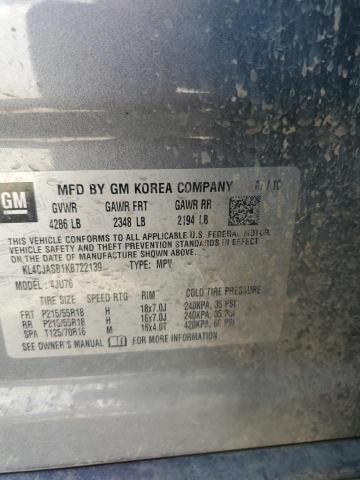 GM
MFD BY GM KOREA COMPANY
GVWR GAWR FRT GAWR RR
4286 LB 2348 LB 2194 LB
THIS VEHICLE CONFORMS TO ALL APPLICABLE U.S. FEDERAL MOTOR
VEHICLE SAFETY AND THEFT PREVENTION STANDARDS IN EFFECT ON THE
DATE OF MANUFACTURE SHOWN ABOVE.
KL4CJASB1KB722139 TYPE: MPV
MODEL: 4JU76
TIRE SIZE SPEED RTG RIM COLD TIRE PRESSURE
FRT P215/55R18 H 18x7.0J 240KPA, 35 PSI
RR P215/55R18 H 18x7.0J 240KPA, 35 PSI
SPA T125/70R16 M 16x4.0T 420KPA, 60 PSI
SEE OWNER'S MANUAL FOR MORE INFORMATION